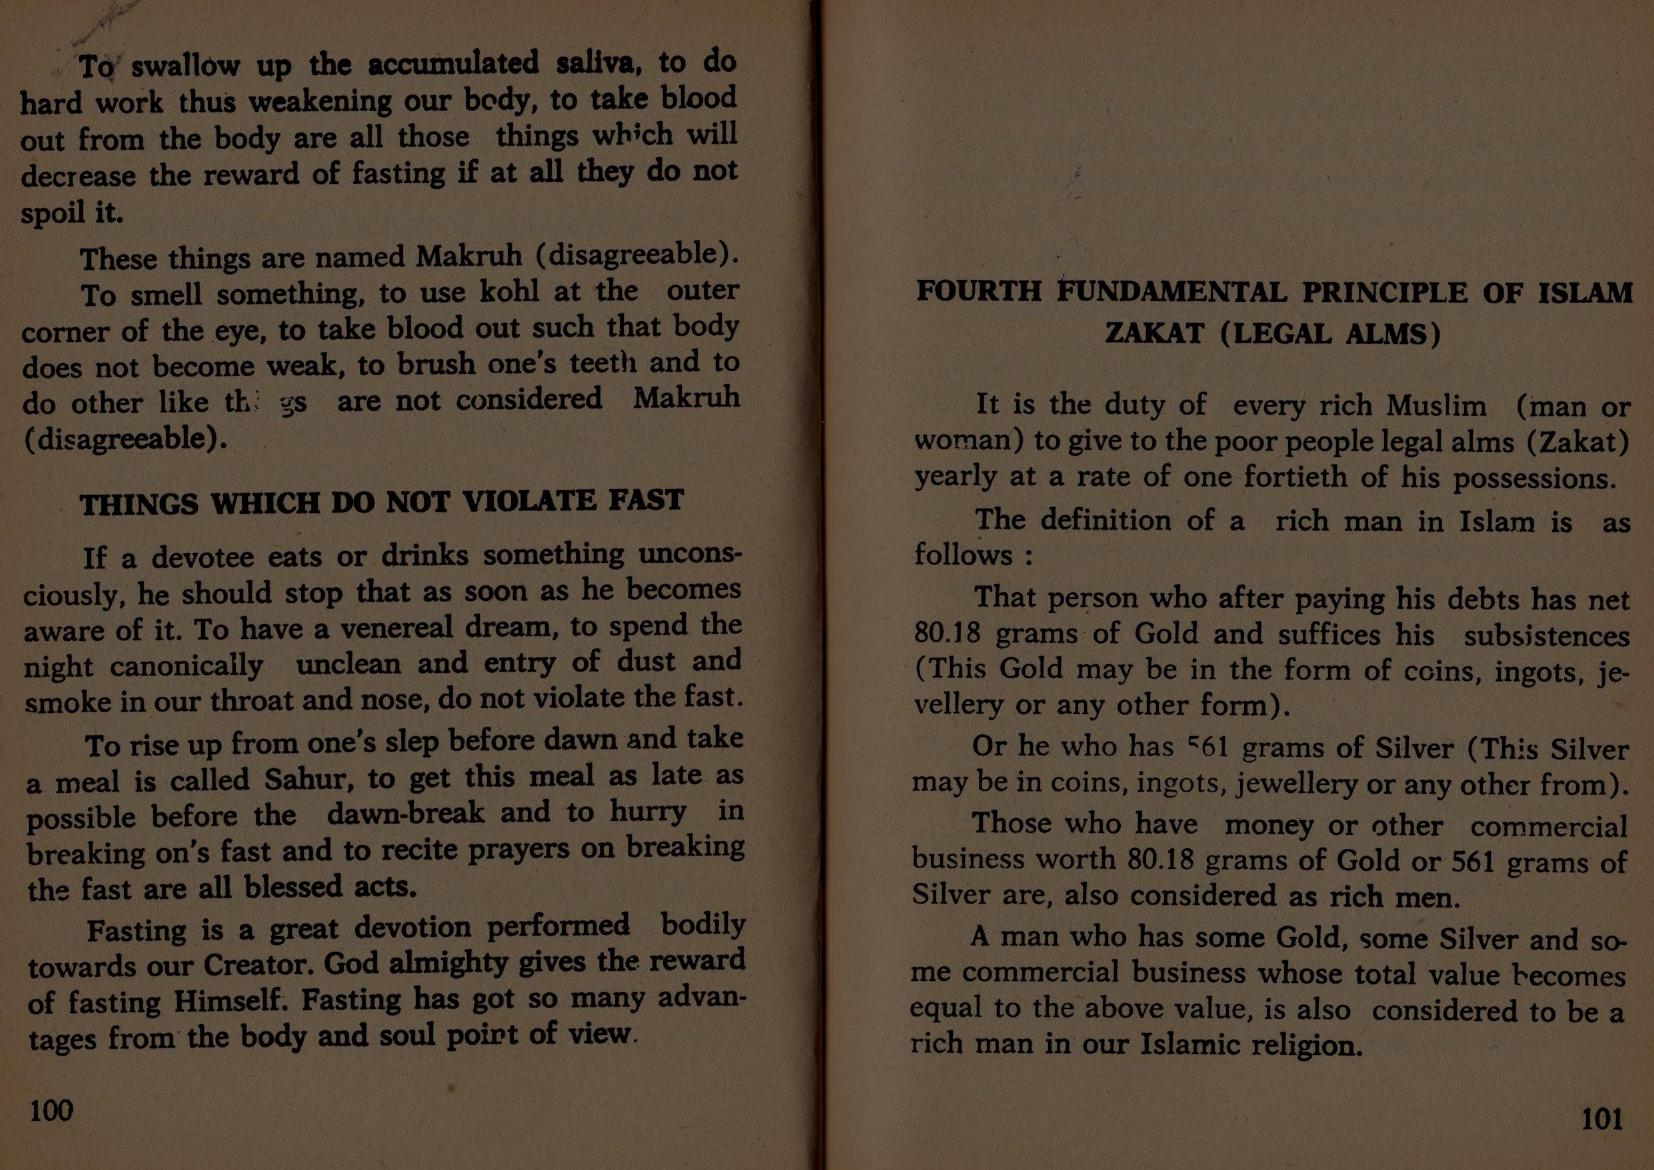 To swallow up the accumulated saliva, to do
hard work thus weakening our body, to take blood
out from the body are all those things which will
decrease the reward of fasting if at all they do not
spoil it.
These things are named Makruh (disagreeable).
To smell something, to use kohl at the outer
corner of the eye, to take blood out such that body
does not become weak, to brush one's teeth and to
do other like are not considered Makruh
(disagreeable).
THINGS WHICH DO NOT VIOLATE FAST
If a devotee eats or drinks something uncons-
ciously, he should stop that as soon as he becomes
aware of it. To have a venereal dream, to spend the
night canonically unclean and entry of dust and
smoke in our throat and nose, do not violate the fast.
To rise up from one's slep before dawn and take
a meal is called Sahur, to get this meal as late as
possible before the dawn-break and to hurry in
breaking on's fast and to recite prayers on breaking
the fast are all blessed acts.
Fasting is a great devotion performed bodily
towards our Creator. God almighty gives the reward
of fasting Himself. Fasting has got so many advan-
tages from the body and soul point of view.
100
FOURTH FUNDAMENTAL PRINCIPLE OF ISLAM
ZAKAT (LEGAL ALMS)
It is the duty of every rich Muslim (man or
woman) to give to the poor people legal alms (Zakat)
yearly at a rate of one fortieth of his possessions.
The definition of a rich man in Islam is as
follows :
That person who after paying his debts has net
80.18 grams of Gold and suffices his subsistences
(This Gold may be in the form of coins, ingots, je-
vellery or any other form).
Or he who has 561 grams of Silver (This Silver
may be in coins, ingots, jewellery or any other from).
Those who have money or other commercial
business worth 80.18 grams of Gold or 561 grams of
Silver are, also considered as rich men.
A man who has some Gold, some Silver and so-
me commercial business whose total value becomes
equal to the above value, is also considered to be a
rich man in our Islamic religion.
101